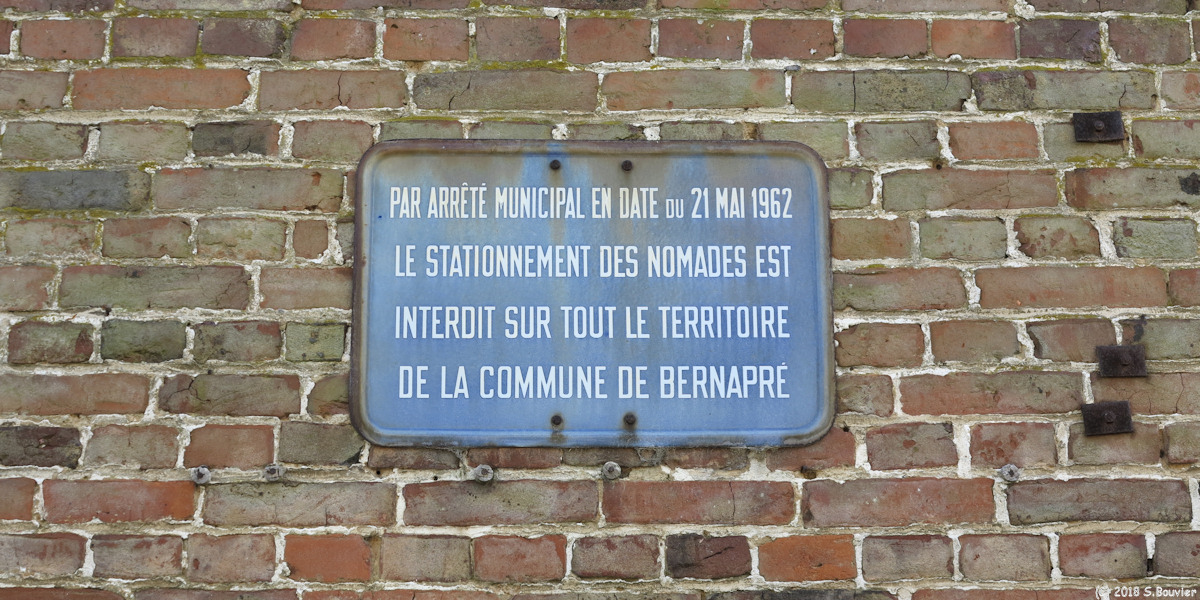 PAR ARRÊTÉ MUNICIPAL EN DATE DU 21 MAI 1962
LE STATIONNEMENT DES NOMADES EST
INTERDIT SUR TOUT LE TERRITOIRE
DE LA COMMUNE DE BERNAPRÉ
(© 2018 S.Bouvier